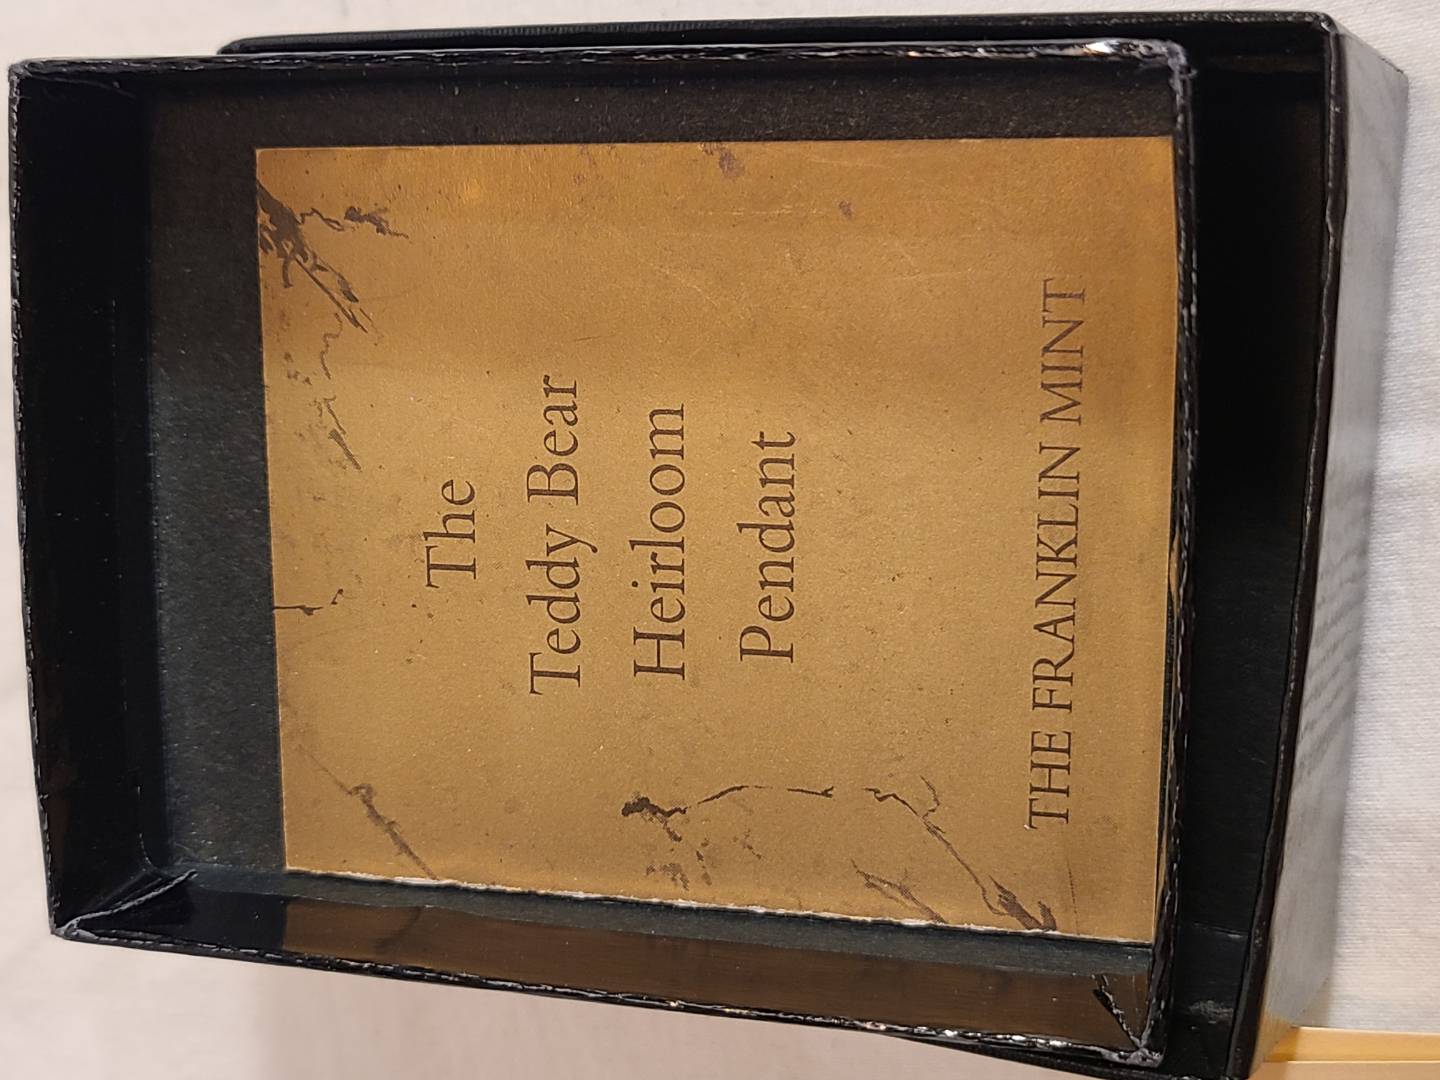 The
Teddy Bear
Heirloom
Pendant
THE FRANKLIN MINT